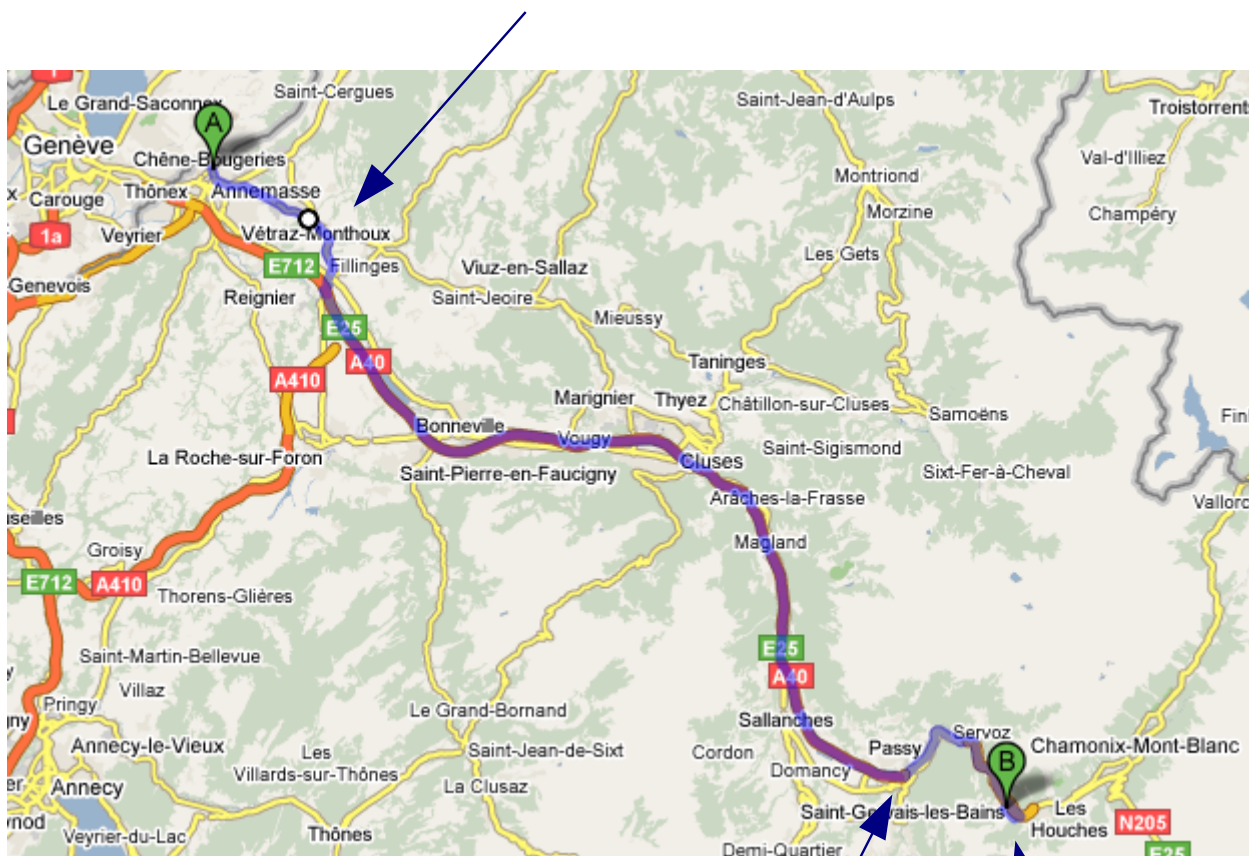 1
Saint-Cergues
Le Grand-Saconnex
Saint-Jean-d'Aulps
Troistorrents
A
Genève
Chêne-Bougeries
Val-d'Illiez
Montriond
Thônex
Annemasse
Carouge
Morzine
Champéry
1a
Veyrier
Vétraz-Monthoux
Les Gets
E712
Fillinges
Viuz-en-Sallaz
Genevois
Reignier
Saint-Jeoire
Mieussy
E25
A40
Taninges
A410
Marignier
Thyez
Châtillon-sur-Cluses
Samoëns
Bonneville
Vougy
Saint-Sigismond
La Roche-sur-Foron
Cluses
Saint-Pierre-en-Faucigny
Sixt-Fer-à-Cheval
Arâches-la-Frasse
Groisy
Magland
E712
A410
Thorens-Glières
E25
Saint-Martin-Bellevue
A40
Villaz
Pringy
Le Grand-Bornand
Sallanches
Servoz
Annecy-le-Vieux
Les
Villards-sur-Thônes
Saint-Jean-de-Sixt
Cordon
Passy
Chamonix-Mont-Blanc
B
Domancy
Annecy
La Clusaz
Saint-Gervais-les-Bains
Les
Houches
N205
Veyrier-du-Lac
Thônes
Demi-Quartier
E25